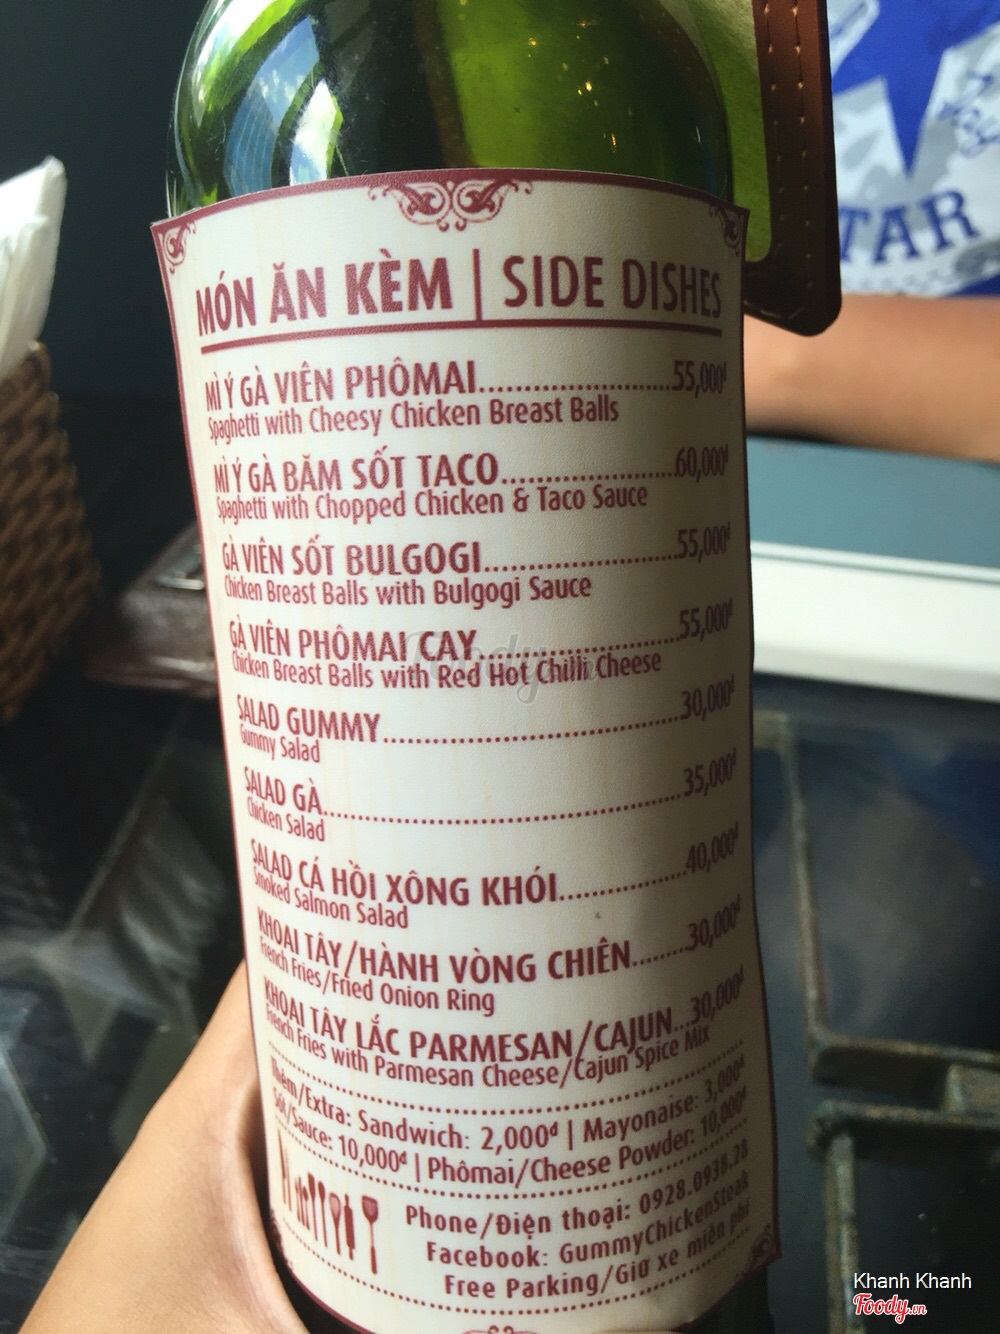 TAR
MÓN ĂN KÈM | SIDE DISHES
MÌ Ý GÀ VIÊN PHÔMAI..................55,000đ
Spaghetti with Cheesy Chicken Breast Balls
MÌ Ý GÀ BĂM SỐT TACO..................60,000đ
Spaghetti with Chopped Chicken & Taco Sauce
GÀ VIÊN SỐT BULGOGI..................55,000đ
Chicken Breast Balls with Bulgogi Sauce
GÀ VIÊN PHÔMAI CAY..................55,000đ
Chicken Breast Balls with Red Hot Chilli Cheese
SALAD GUMMY..................30,000đ
Gummy Salad
SALAD GÀ..................35,000đ
Chicken Salad
SALAD CÁ HỒI XÔNG KHÓI............40,000đ
Smoked Salmon Salad
KHOAI TÂY/HÀNH VÒNG CHIÊN........30,000đ
French Fries/Fried Onion Ring
KHOAI TÂY LẮC PARMESAN/CAJUN...30,000đ
French Fries with Parmesan Cheese/Cajun Spice Mix
Thêm/Extra: Sandwich: 2,000đ | Mayonaise: 3,000đ
Sốt/Sauce: 10,000đ | Phômai/Cheese Powder: 10,000đ
Phone/Điện thoại: 0928.0938.28
Facebook: GummyChickenSteak
Free Parking/Giữ xe miễn phí
Foody
Khanh Khanh
Foody.vn